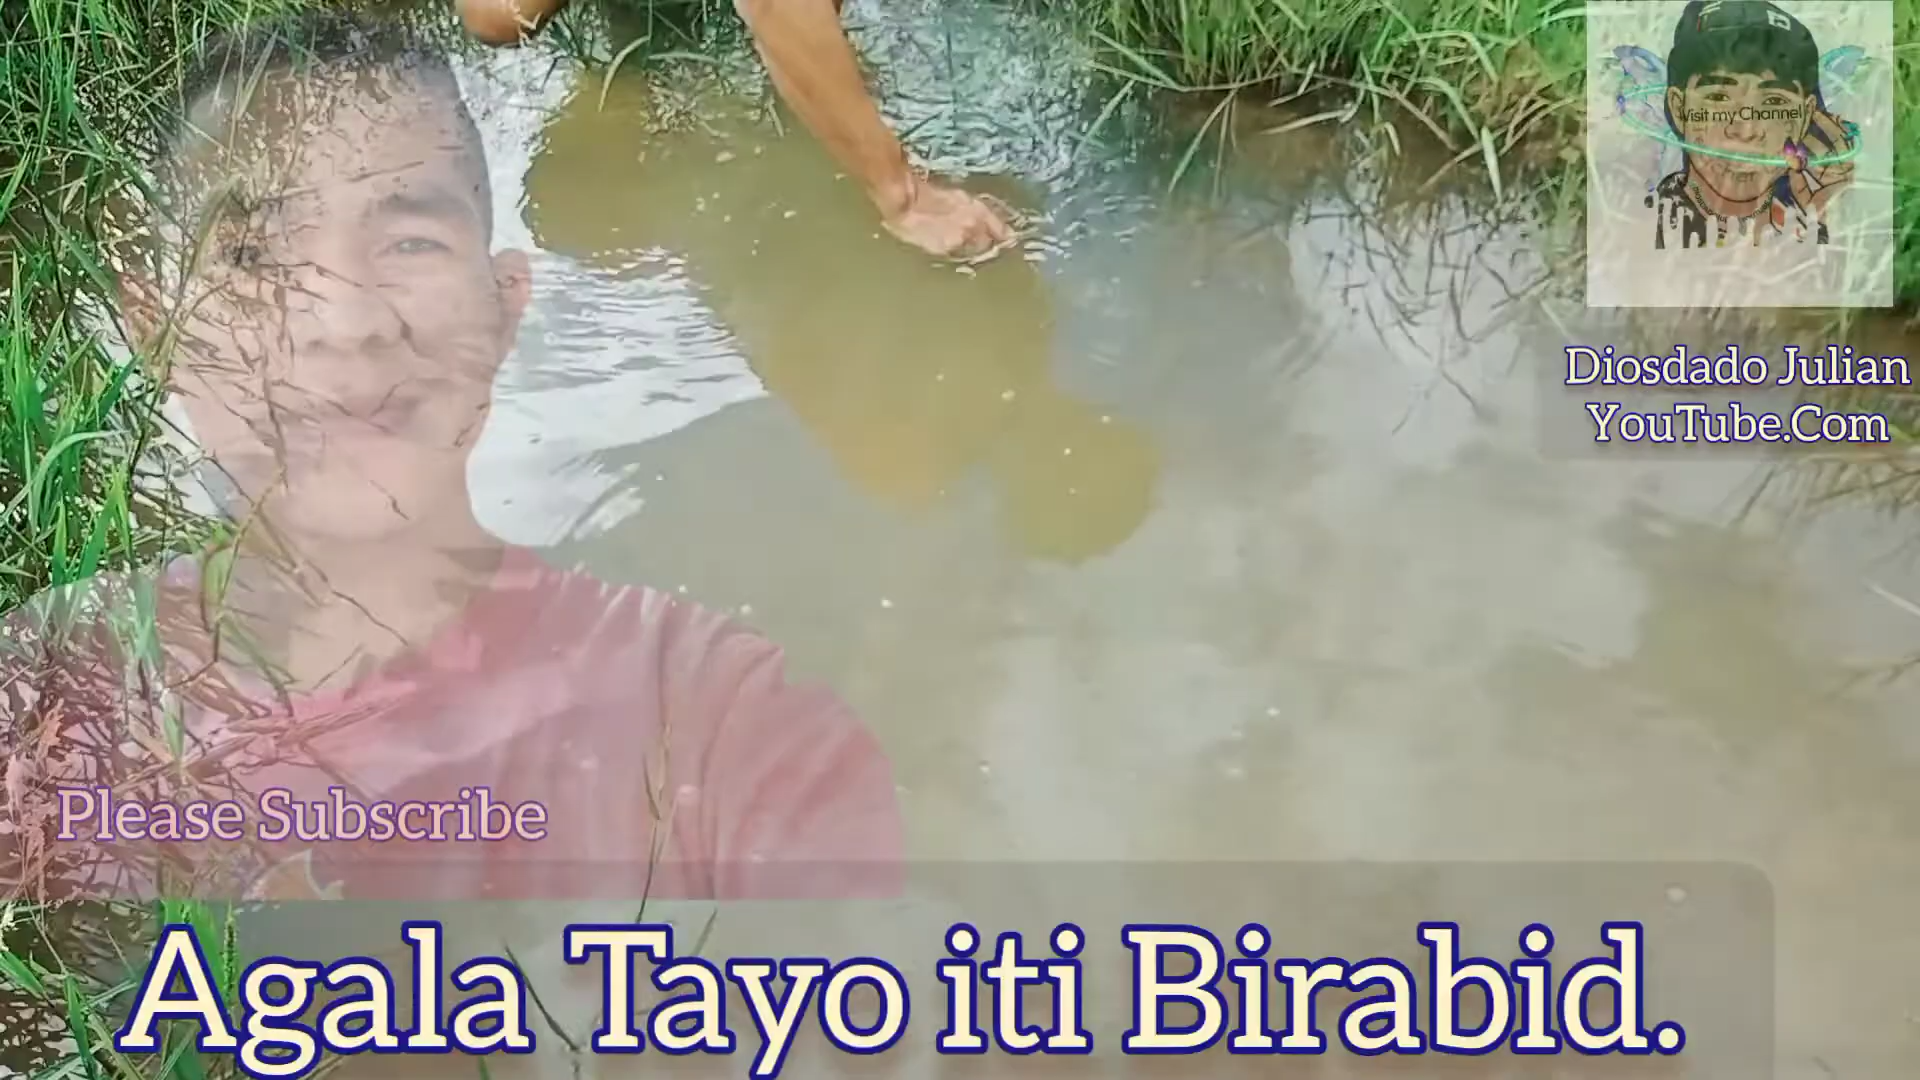 Visit my Channel
Diosdado Julian
YouTube.Com
Please Subscribe
Agala Tayo iti Birabid.